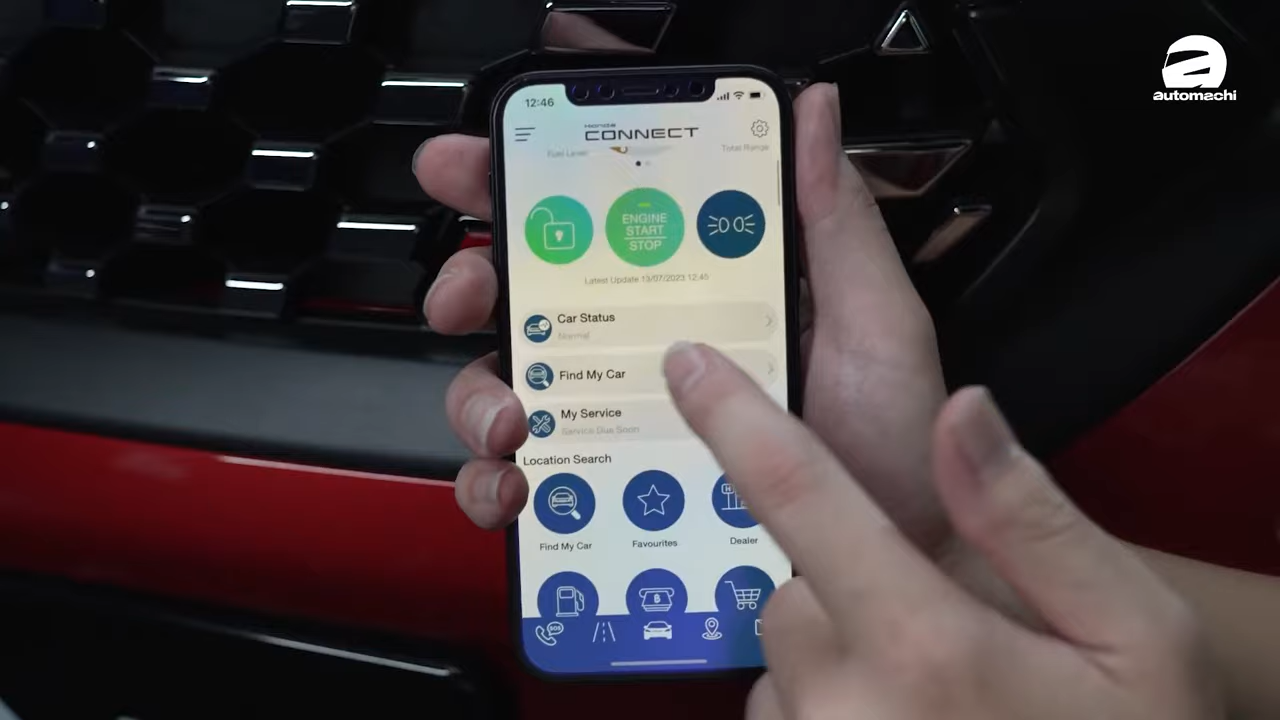 automachi
12:46
HONDA
CONNECT
Fuel Level
Total Range
ENGINE
START
STOP
Latest Update 13/07/2023 12:45
Car Status
Normal
Find My Car
My Service
Service Due Soon
Location Search
Find My Car
Favourites
Dealer
SOS